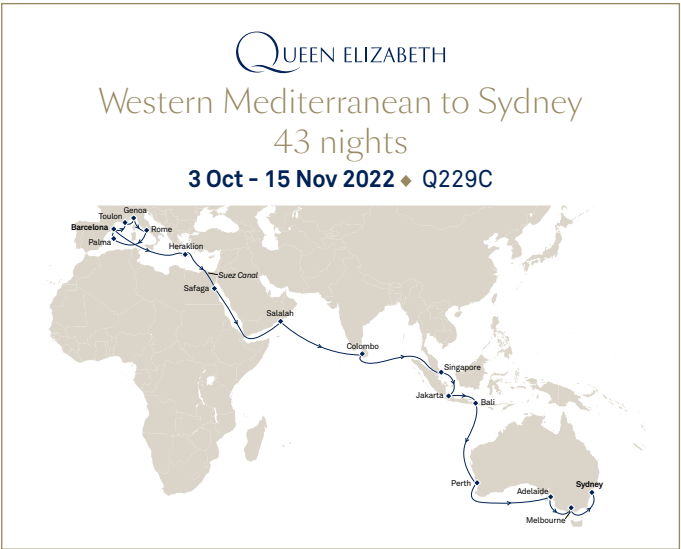 QUEEN ELIZABETH
Western Mediterranean to Sydney
43 nights
3 Oct - 15 Nov 2022 ◆ Q229C
Genoa
Toulon
Barcelona
Rome
Palma
Heraklion
Suez Canal
Safaga
Salalah
Colombo
Singapore
Jakarta
Bali
Perth
Adelaide
Sydney
Melbourne